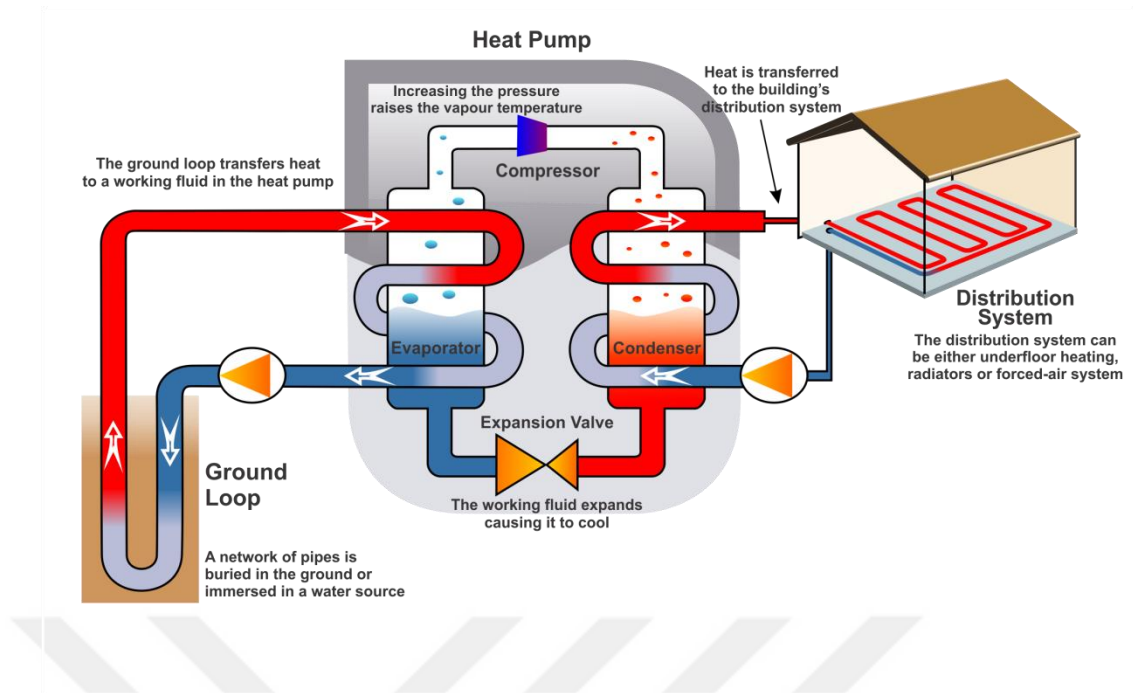 Heat Pump
Increasing the pressure
raises the vapour temperature
Compressor
Heat is transferred
to the building's
distribution system
The ground loop transfers heat
to a working fluid in the heat pump
Evaporator
Condenser
Distribution
System
The distribution system can
be either underfloor heating,
radiators or forced-air system
Expansion Valve
The working fluid expands
causing it to cool
Ground
Loop
A network of pipes is
buried in the ground or
immersed in a water source